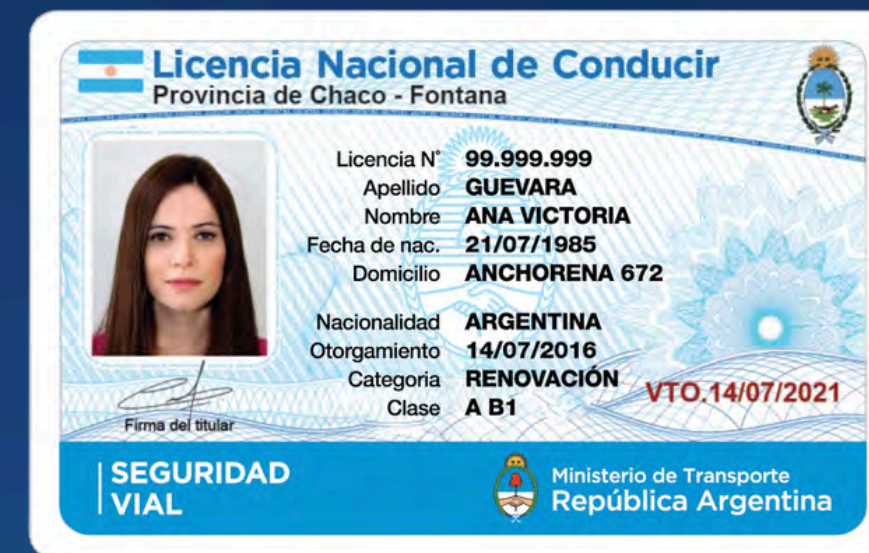 Licencia Nacional de Conducir
Provincia de Chaco - Fontana
Licencia N° 99.999.999
Apellido GUEVARA
Nombre ANA VICTORIA
Fecha de nac. 21/07/1985
Domicilio ANCHORENA 672
Nacionalidad ARGENTINA
Otorgamiento 14/07/2016
Categoria RENOVACIÓN
Clase A B1
VTO.14/07/2021
Firma del titular
SEGURIDAD
VIAL
Ministerio de Transporte
República Argentina